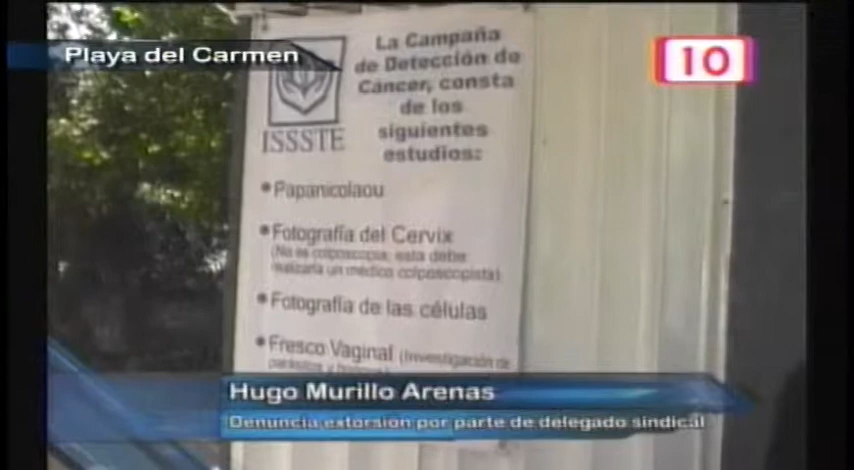 Playa del Carmen
10
ISSSTE
La Campaña
de Detección de
Cáncer, consta
de los
siguientes
estudios:
•Papanicolaou
•Fotografía del Cervix
(No es colposcopia, esta debe
realizarla un médico colposcopista)
•Fotografía de las células
•Fresco Vaginal (Investigación de
parásitos y hongos)
Hugo Murillo Arenas
Denuncia extorsión por parte de delegado sindical